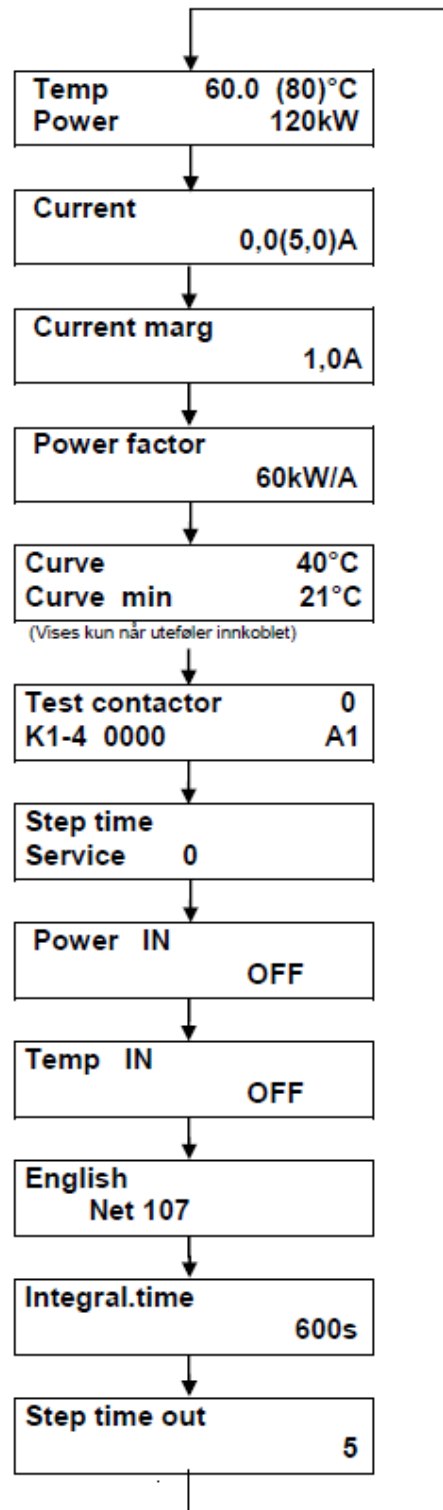 Temp 60.0 (80)°C
Power 120kW
Current
0,0(5,0)A
Current marg
1,0A
Power factor
60kW/A
Curve 40°C
Curve min 21°C
(Vises kun når uteføler innkoblet)
Test contactor 0
K1-4 0000 A1
Step time
Service 0
Power IN
OFF
Temp IN
OFF
English
Net 107
Integral.time
600s
Step time out
5